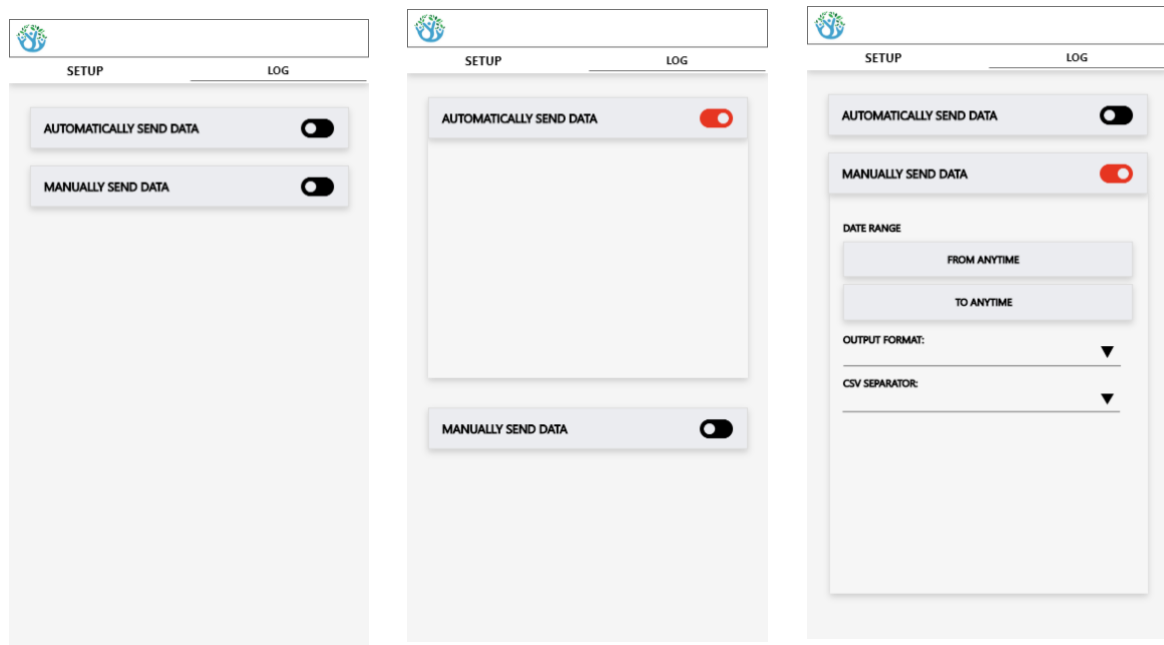 SETUP LOG
AUTOMATICALLY SEND DATA
MANUALLY SEND DATA
SETUP LOG
AUTOMATICALLY SEND DATA
MANUALLY SEND DATA
SETUP LOG
AUTOMATICALLY SEND DATA
MANUALLY SEND DATA
DATE RANGE
FROM ANYTIME
TO ANYTIME
OUTPUT FORMAT:
CSV SEPARATOR: